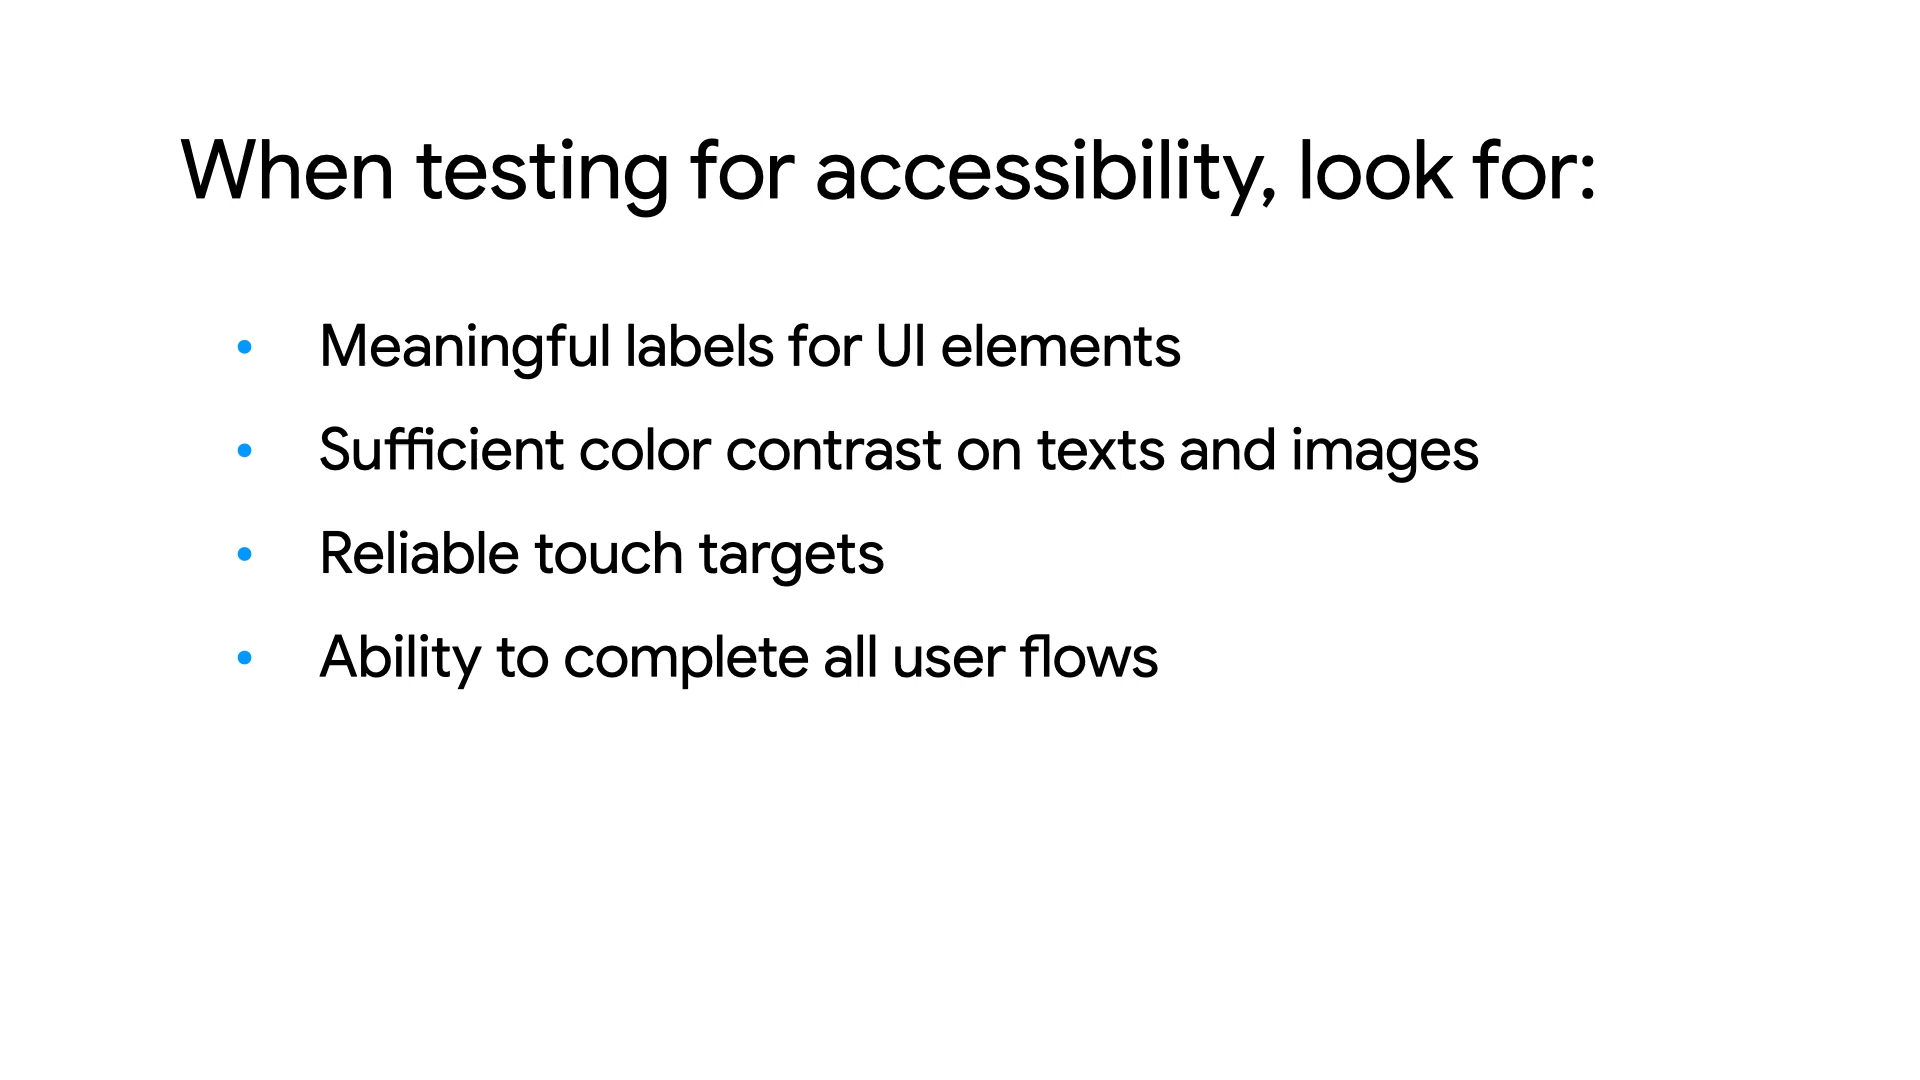 When testing for accessibility, look for:
• Meaningful labels for UI elements
• Sufficient color contrast on texts and images
• Reliable touch targets
• Ability to complete all user flows